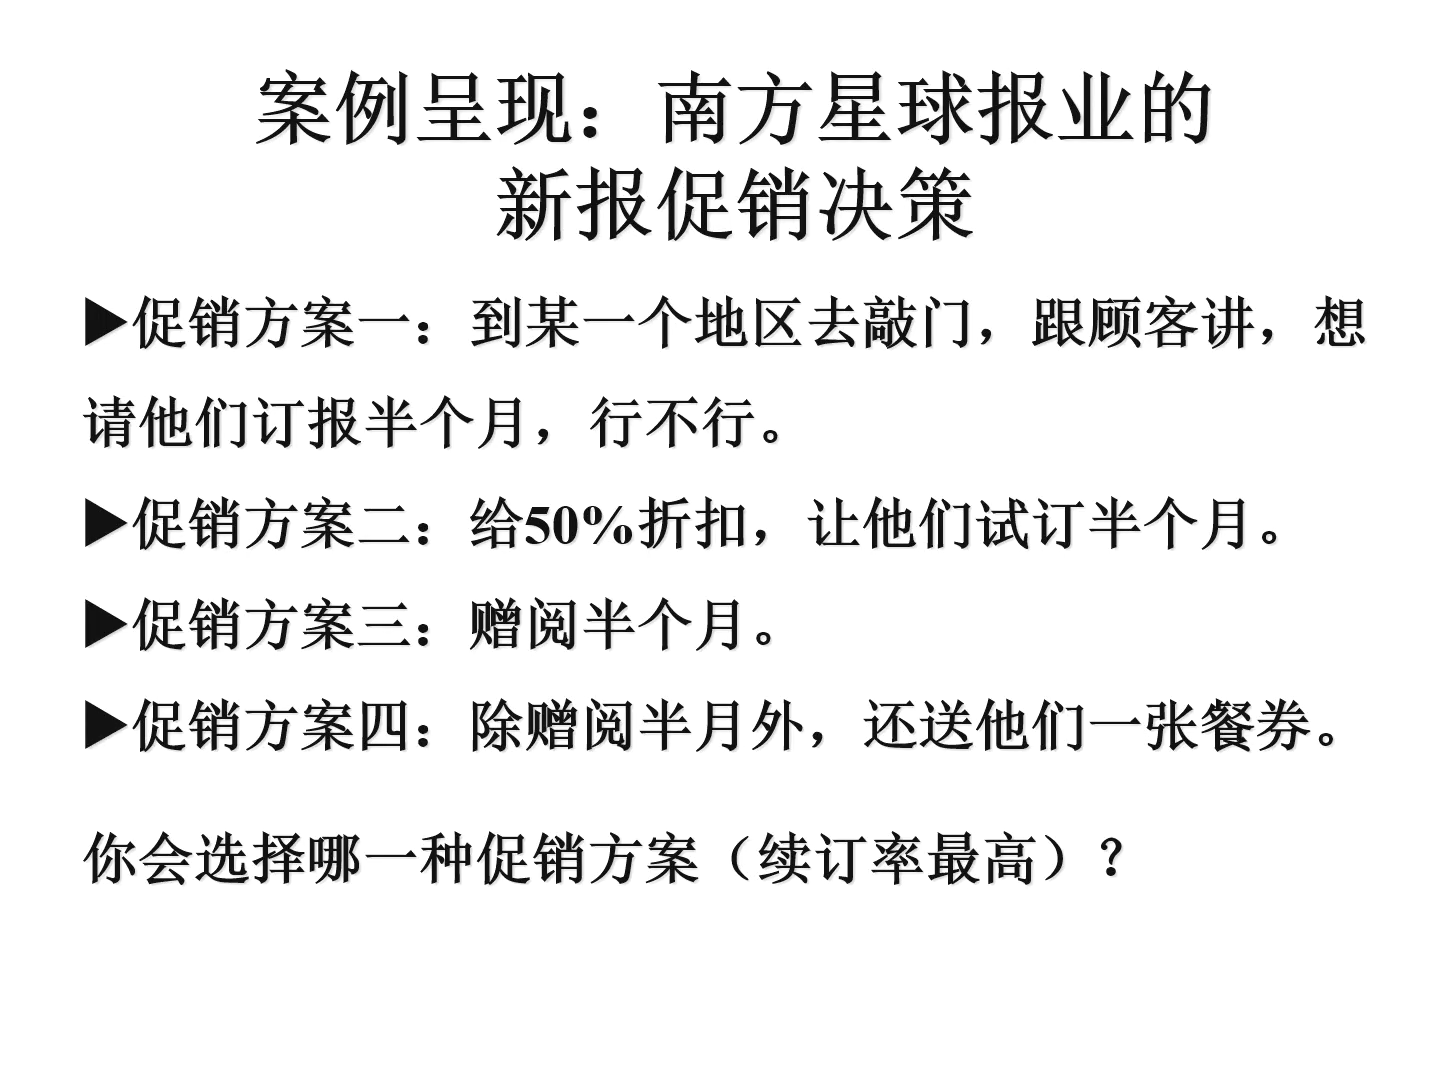 案例呈现：南方星球报业的
新报促销决策
▶促销方案一：到某一个地区去敲门，跟顾客讲，想
请他们订报半个月，行不行。
▶促销方案二：给50%折扣，让他们试订半个月。
▶促销方案三：赠阅半个月。
▶促销方案四：除赠阅半月外，还送他们一张餐券。
你会选择哪一种促销方案（续订率最高）？